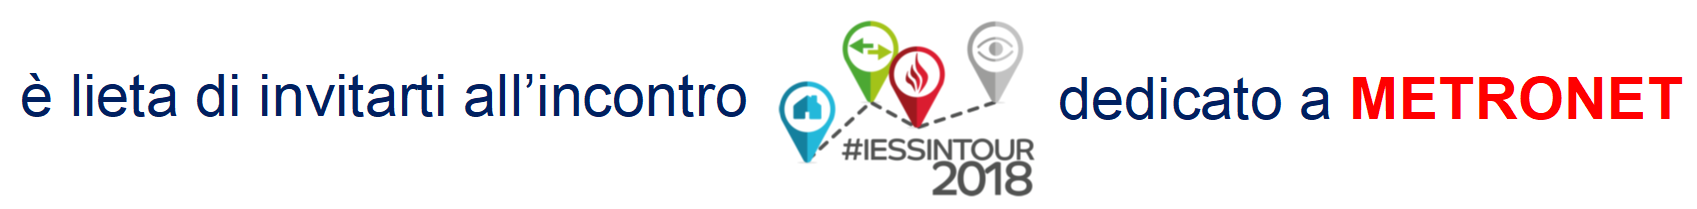 è lieta di invitarti all’incontro
#IESSINTOUR
2018
dedicato a METRONET